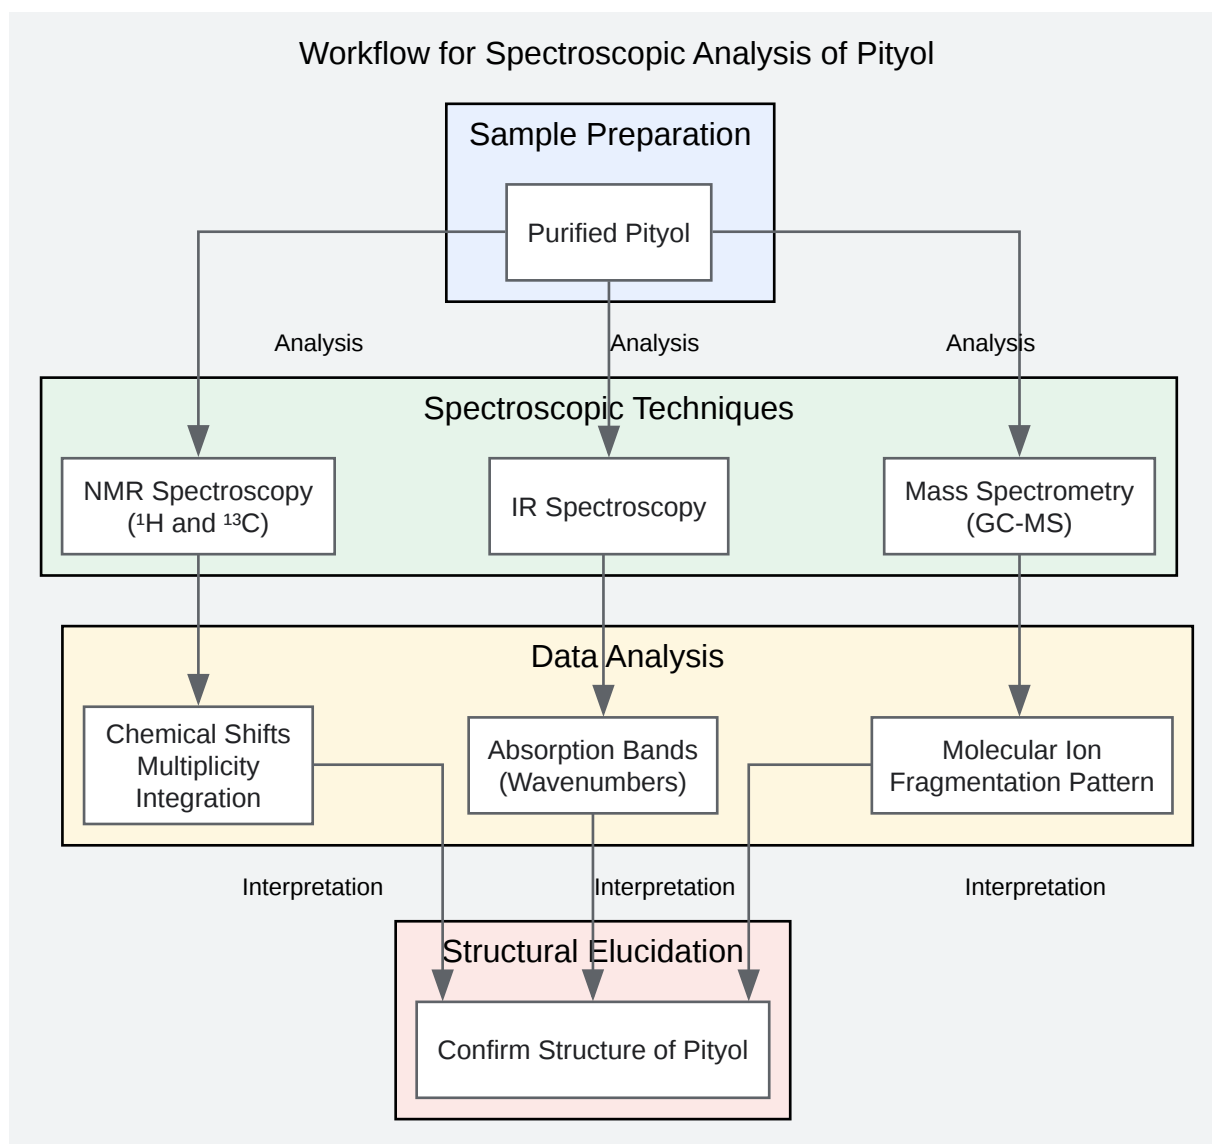 Workflow for Spectroscopic Analysis of Pityol
Sample Preparation
Purified Pityol
Analysis
Analysis
Analysis
Spectroscopic Techniques
NMR Spectroscopy
(¹H and ¹³C)
IR Spectroscopy
Mass Spectrometry
(GC-MS)
Data Analysis
Chemical Shifts
Multiplicity
Integration
Absorption Bands
(Wavenumbers)
Molecular Ion
Fragmentation Pattern
Interpretation
Interpretation
Interpretation
Structural Elucidation
Confirm Structure of Pityol